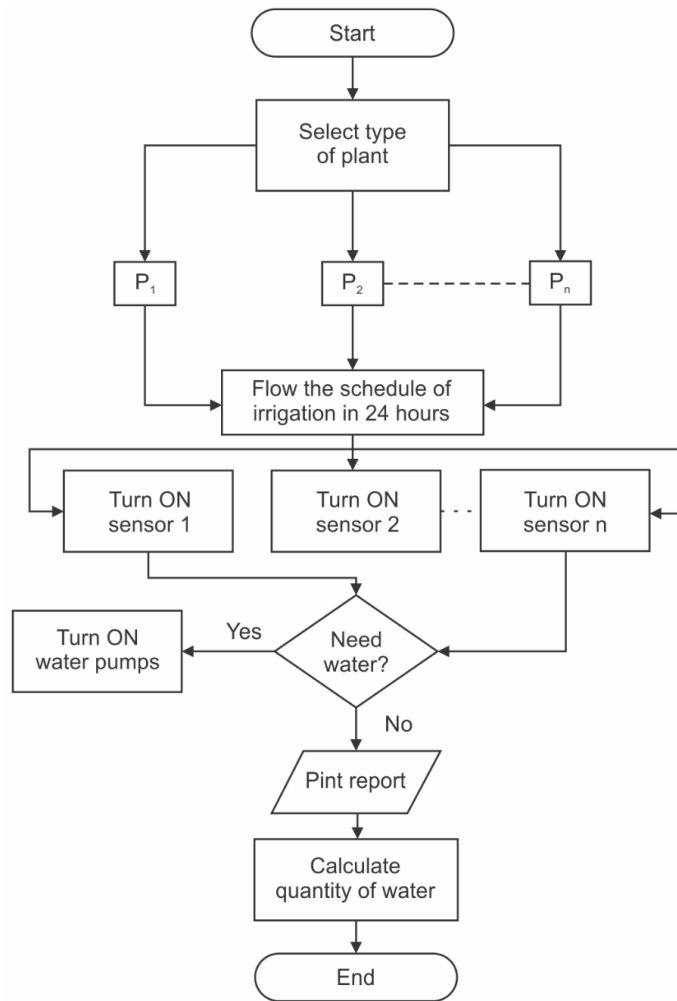 Start
Select type
of plant
P₁
P₂
Pₙ
Flow the schedule of
irrigation in 24 hours
Turn ON
sensor 1
Turn ON
sensor 2
Turn ON
sensor n
Need
water?
Yes
Turn ON
water pumps
No
Pint report
Calculate
quantity of water
End